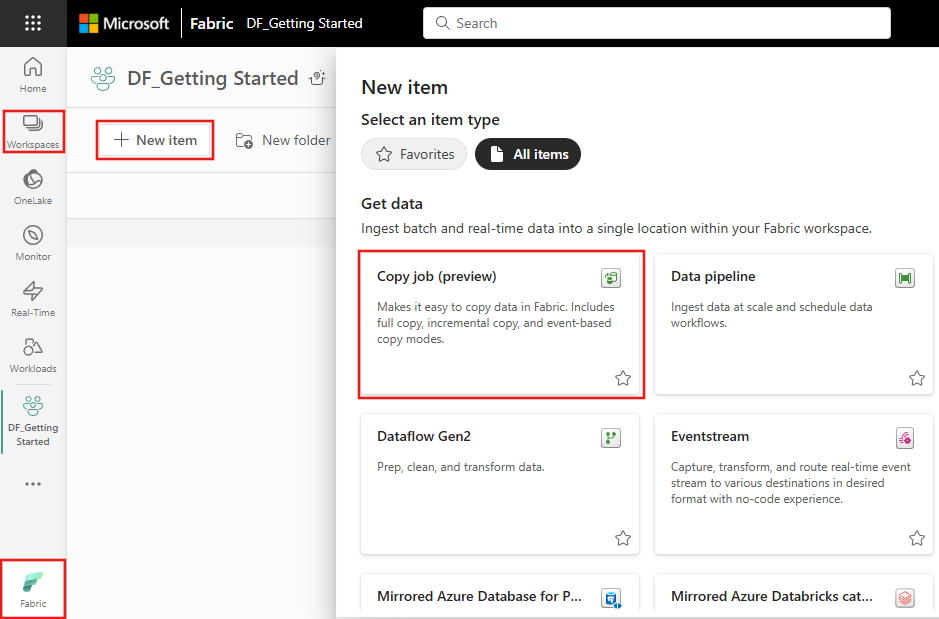 Microsoft Fabric DF_Getting Started
Search
Home
Workspaces
OneLake
Monitor
Real-Time
Workloads
DF_Getting
Started
Fabric
DF_Getting Started
New item
New folder
New item
Select an item type
Favorites
All items
Get data
Ingest batch and real-time data into a single location within your Fabric workspace.
Copy job (preview)
Makes it easy to copy data in Fabric. Includes
full copy, incremental copy, and event-based
copy modes.
Data pipeline
Ingest data at scale and schedule data
workflows.
Dataflow Gen2
Prep, clean, and transform data.
Eventstream
Capture, transform, and route real-time event
stream to various destinations in desired
format with no-code experience.
Mirrored Azure Database for P...
Mirrored Azure Databricks cat...